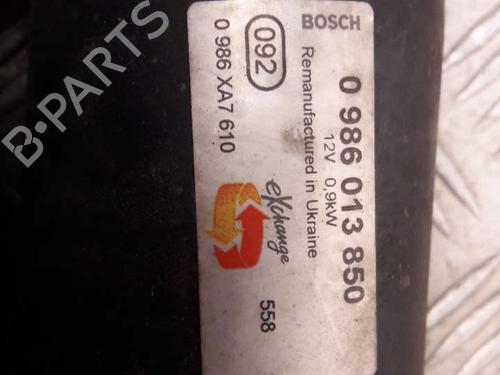 BOSCH
0 986 013 850
12V 0,9kW
Remanufactured in Ukraine
092
0 986 XA7 610
eXchange
558
B-PARTS